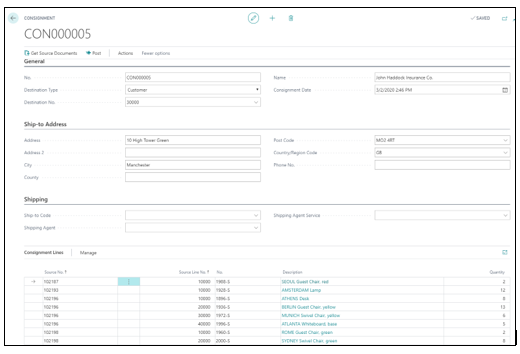 CONSIGNMENT
SAVED
CON000005
Get Source Documents Post Actions Fewer options
General
No. CON000005 Name John Haddock Insurance Co.
Destination Type Customer Consignment Date 3/2/2020 2:46 PM
Destination No. 30000
Ship-to Address
Address 10 High Tower Green Post Code MO2 4RT
Address 2 Country/Region Code GB
City Manchester Phone No.
County
Shipping
Ship-to Code Shipping Agent Service
Shipping Agent
Consignment Lines Manage
Source No. Source Line No. No. Description Quantity
102187 10000 1988-S SEOUL Guest Chair, red 2
102193 10000 1928-S AMSTERDAM Lamp 12
102196 10000 1896-S ATHENS Desk 8
102196 20000 1936-S BERLIN Guest Chair, yellow 13
102196 30000 1972-S MUNICH Swivel Chair, yellow 6
102196 40000 1996-S ATLANTA Whiteboard, base 5
102198 10000 1960-S ROME Guest Chair, green 2
102198 20000 2000-S SYDNEY Swivel Chair, green